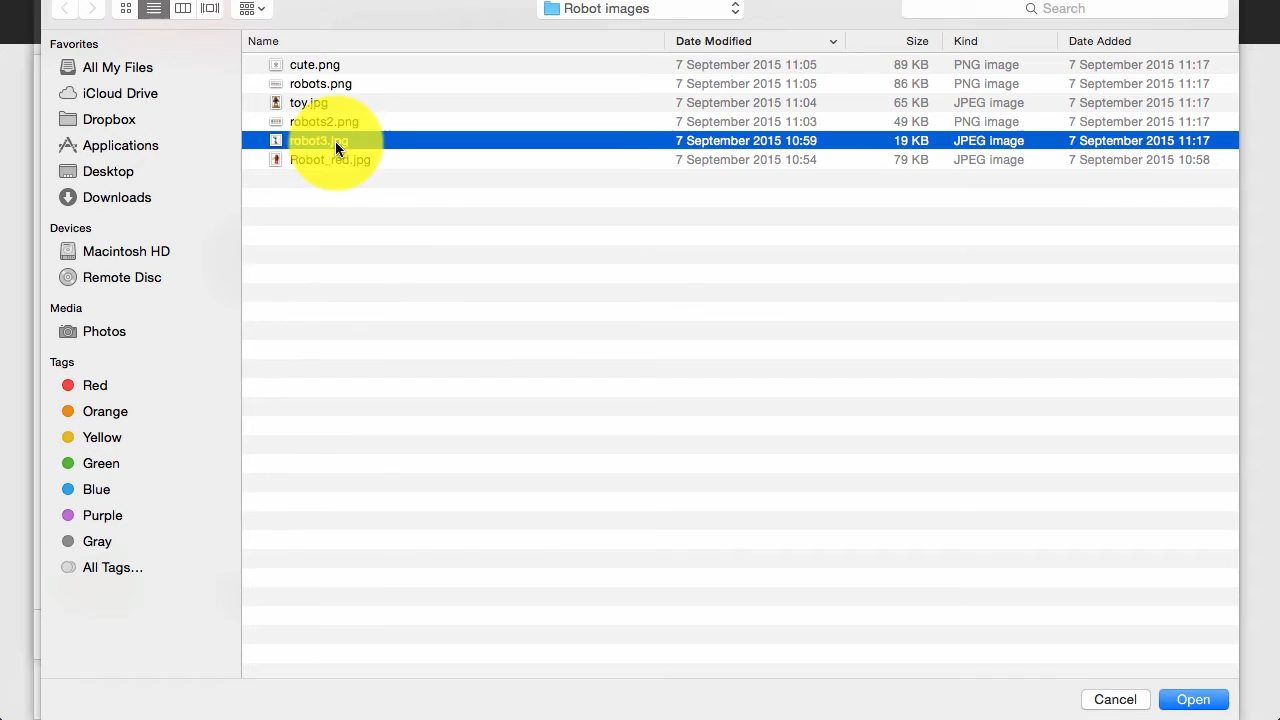 Robot images
Search
Favorites
All My Files
iCloud Drive
Dropbox
Applications
Desktop
Downloads
Devices
Macintosh HD
Remote Disc
Media
Photos
Tags
Red
Orange
Yellow
Green
Blue
Purple
Gray
All Tags...
Name Date Modified Size Kind Date Added
cute.png 7 September 2015 11:05 89 KB PNG image 7 September 2015 11:17
robots.png 7 September 2015 11:05 86 KB PNG image 7 September 2015 11:17
toy.jpg 7 September 2015 11:04 65 KB JPEG image 7 September 2015 11:17
robots2.png 7 September 2015 11:03 49 KB PNG image 7 September 2015 11:17
robot3.jpg 7 September 2015 10:59 19 KB JPEG image 7 September 2015 11:17
Robot_red.jpg 7 September 2015 10:54 79 KB JPEG image 7 September 2015 10:58
Cancel Open